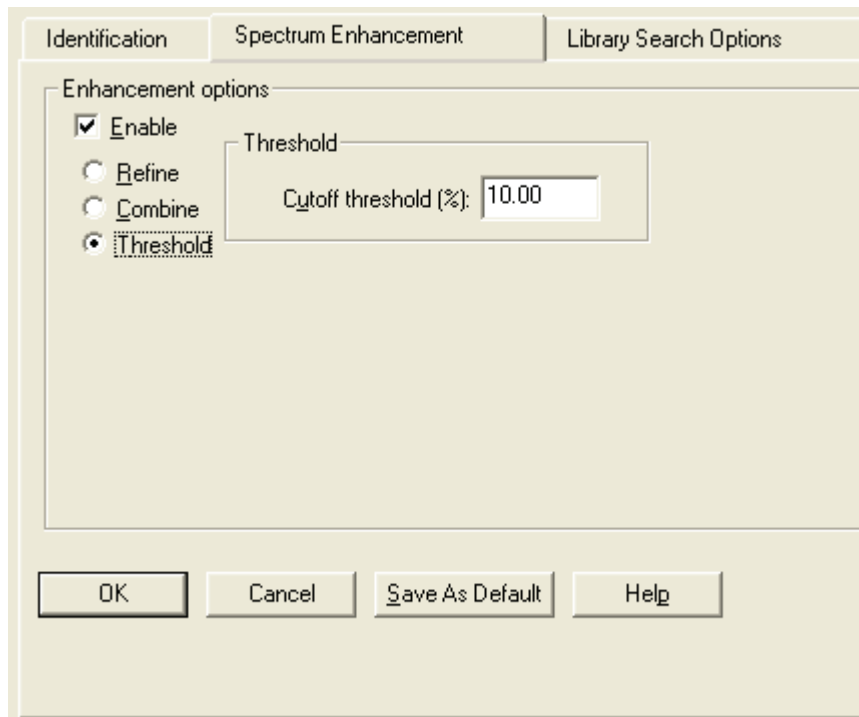 Identification
Spectrum Enhancement
Library Search Options
Enhancement options
Enable
Refine
Combine
Threshold
Threshold
Cutoff threshold (%): 10.00
OK
Cancel
Save As Default
Help